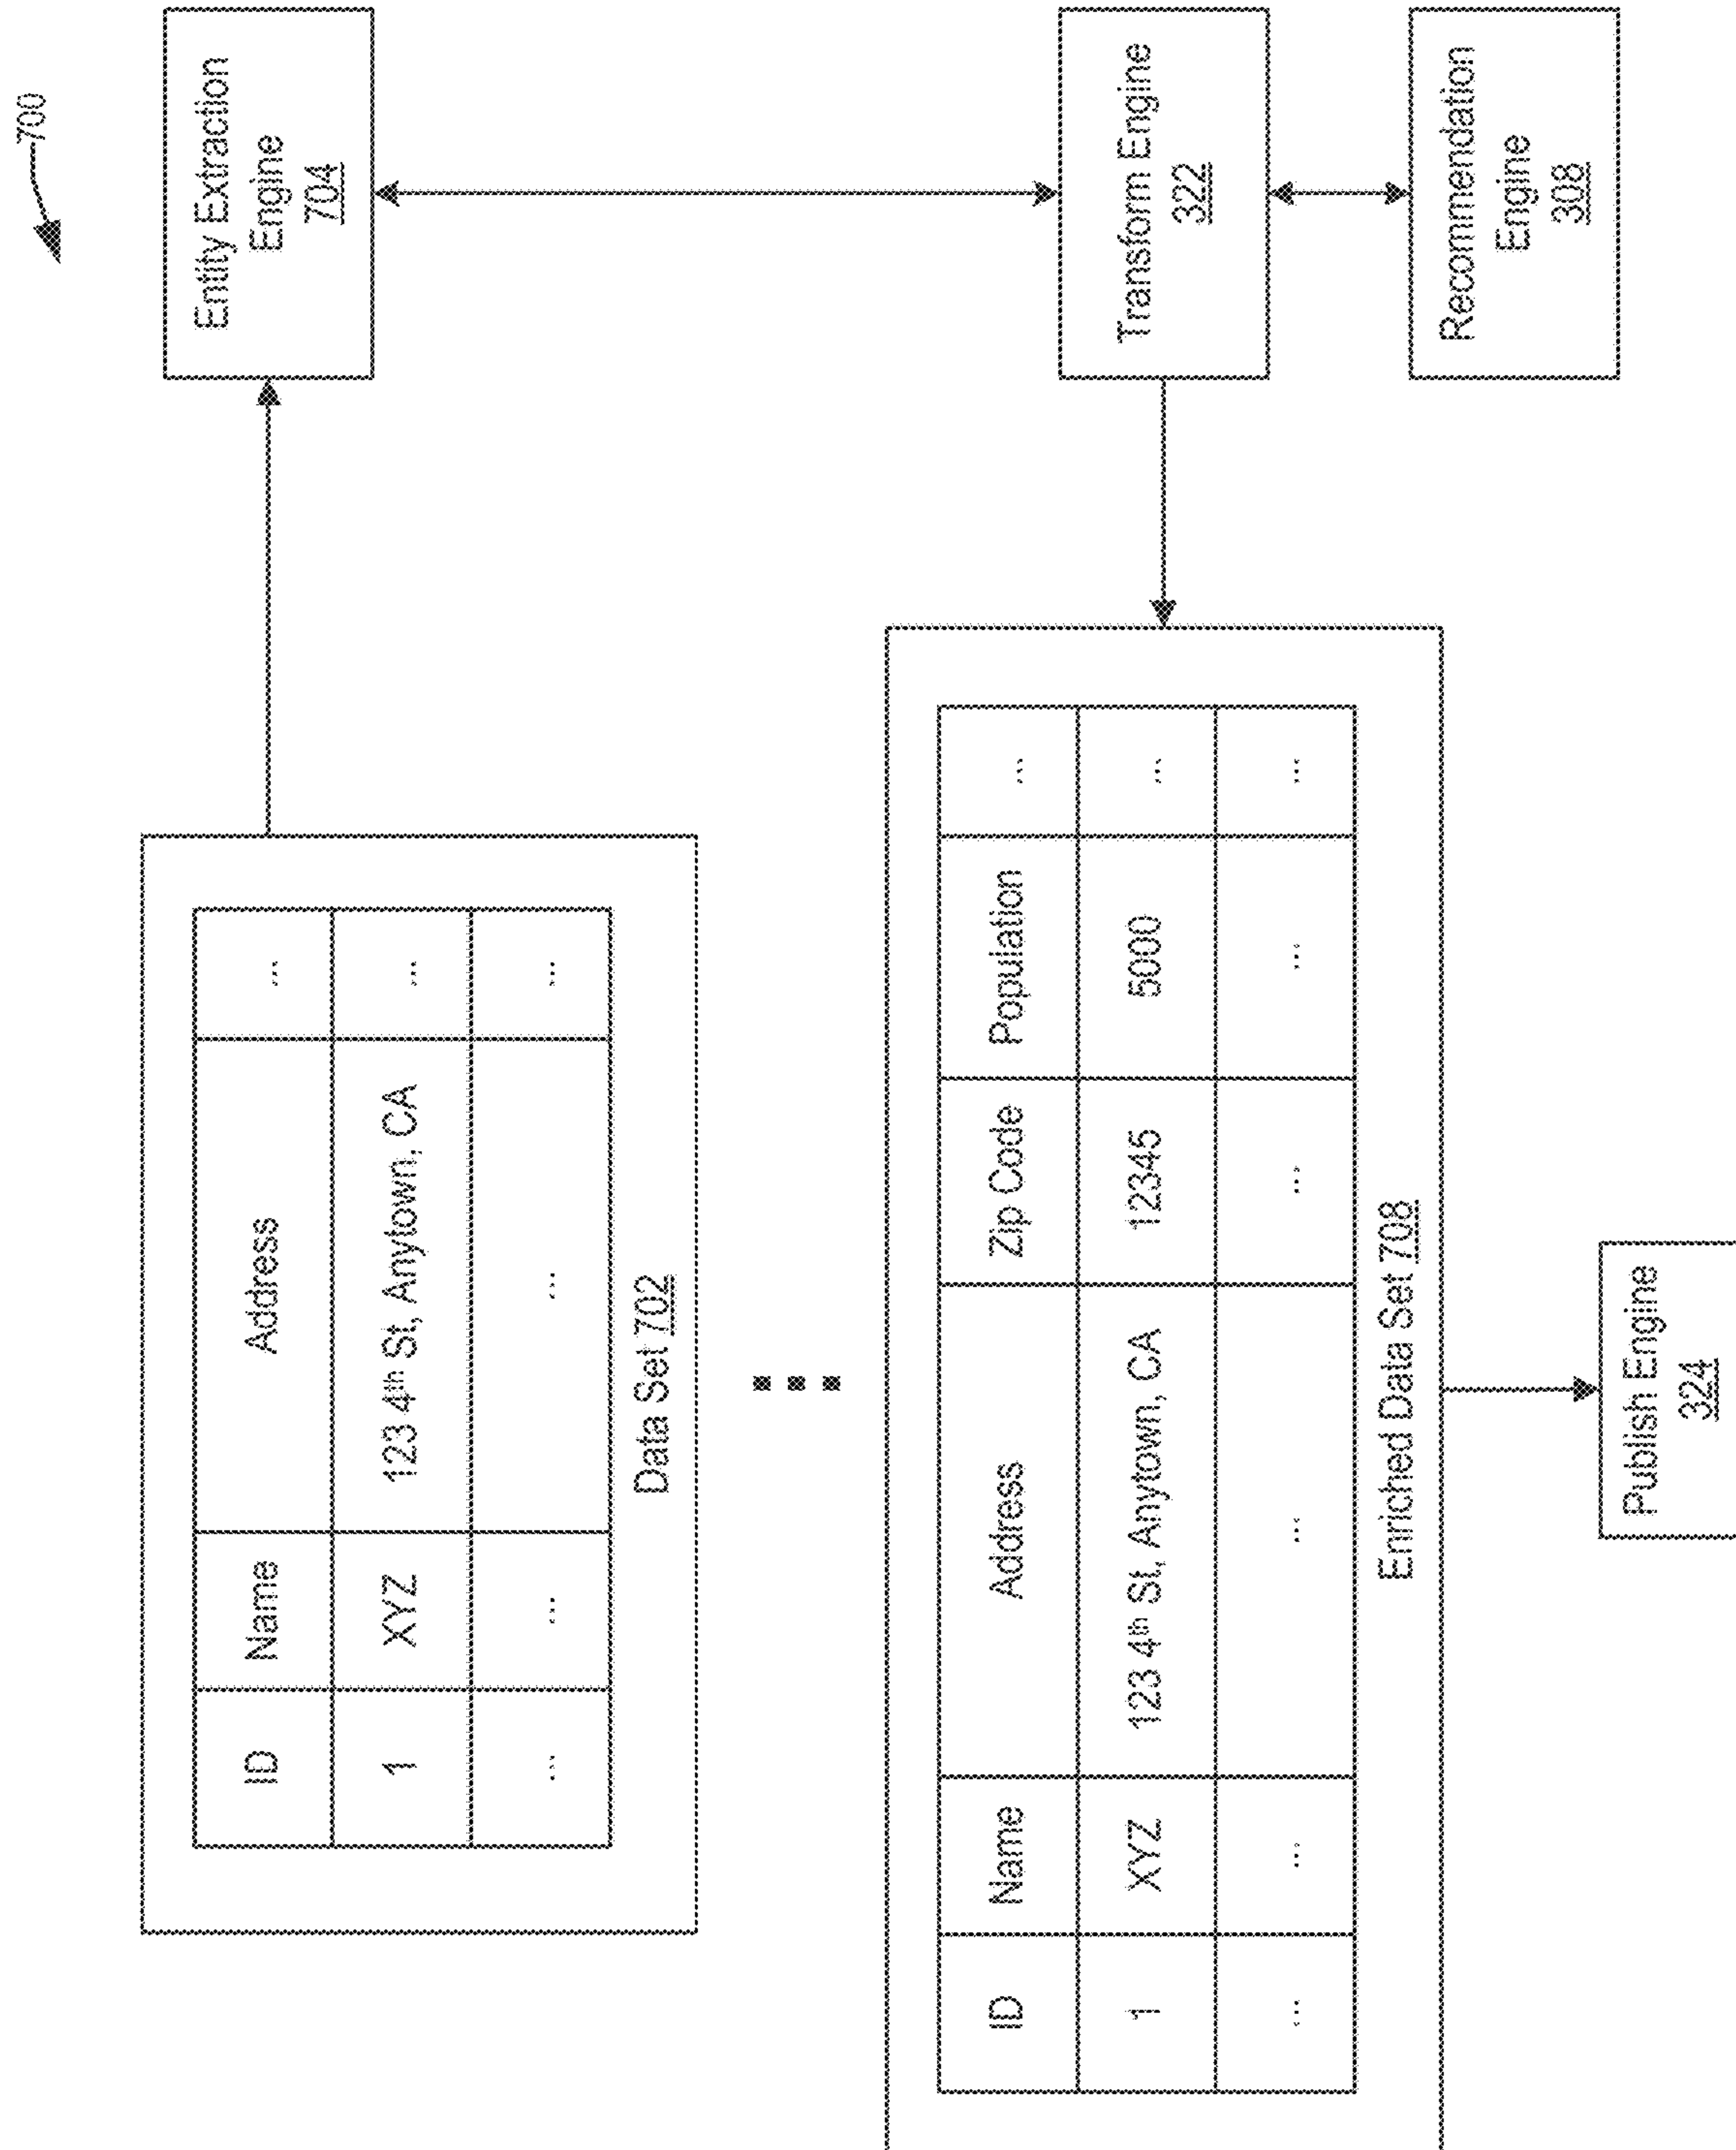 700
ID Name Address ...
1 XYZ 123 4th St, Anytown, CA ...
... ... ... ...
Data Set 702
Entity Extraction
Engine
704
ID Name Address Zip Code Population ...
1 XYZ 123 4th St, Anytown, CA 12345 5000 ...
... ... ... ... ... ...
Enriched Data Set 708
Transform Engine
322
Recommendation
Engine
308
Publish Engine
324